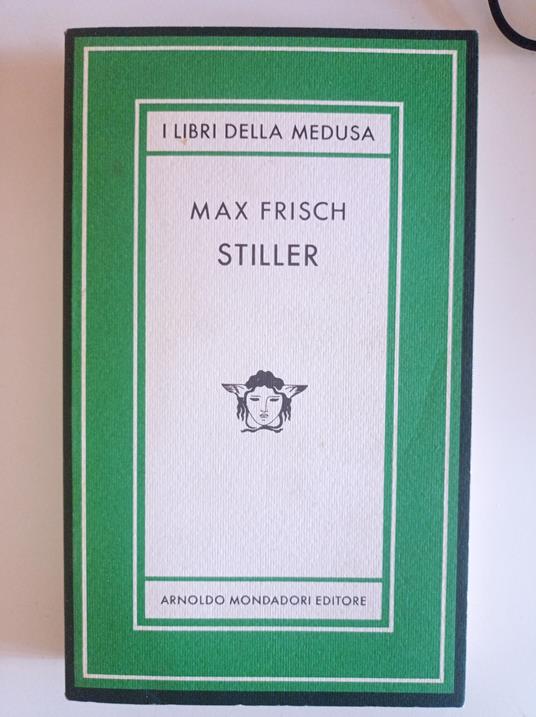 I LIBRI DELLA MEDUSA
MAX FRISCH
STILLER
ARNOLDO MONDADORI EDITORE